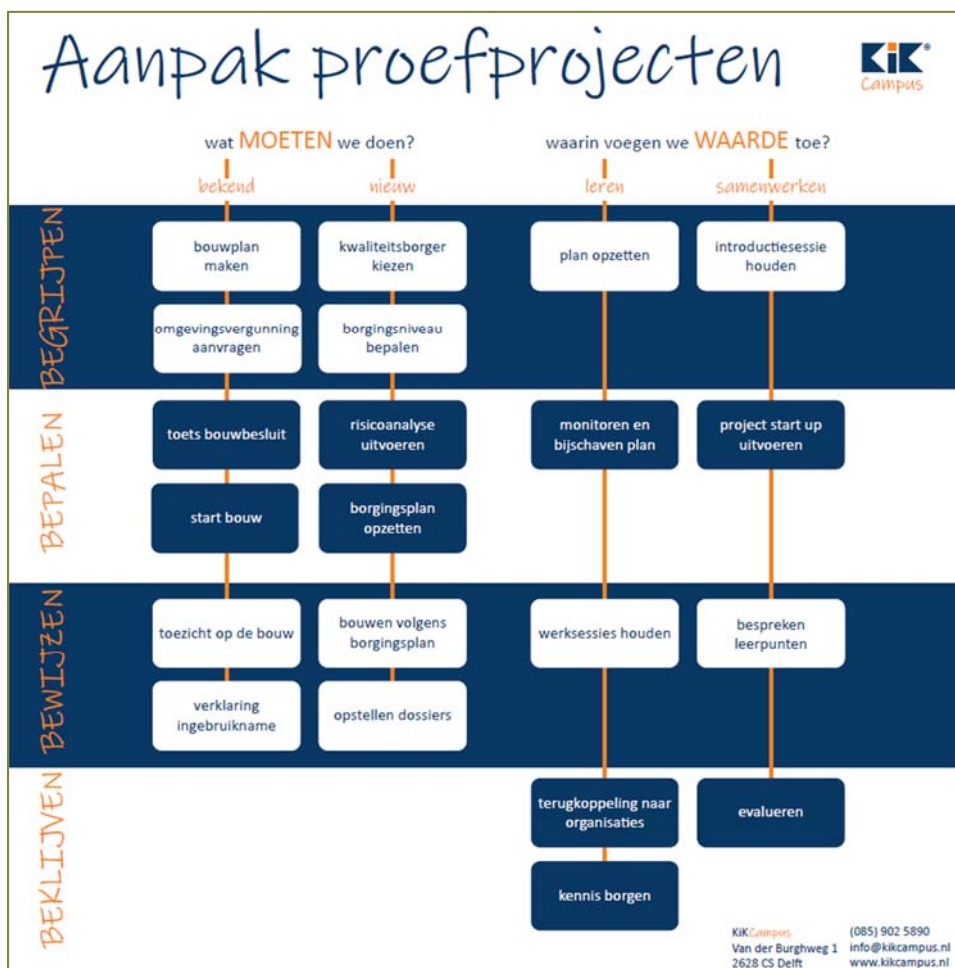 Aanpak proefprojecten
KiK®
Campus
wat MOETEN we doen?
waarin voegen we WAARDE toe?
bekend
nieuw
leren
samenwerken
BEGRIJPEN
bouwplan
maken
kwaliteitsborger
kiezen
plan opzetten
introductiesessie
houden
omgevingsvergunning
aanvragen
borgingsniveau
bepalen
BEPALEN
toets bouwbesluit
risicoanalyse
uitvoeren
monitoren en
bijschaven plan
project start up
uitvoeren
start bouw
borgingsplan
opzetten
BEWIJZEN
toezicht op de bouw
bouwen volgens
borgingsplan
werksessies houden
bespreken
leerpunten
verklaring
ingebruikname
opstellen dossiers
BEKLIJVEN
terugkoppeling naar
organisaties
evalueren
kennis borgen
KiKCampus
Van der Burghweg 1
2628 CS Delft
(085) 902 5890
info@kikcampus.nl
www.kikcampus.nl